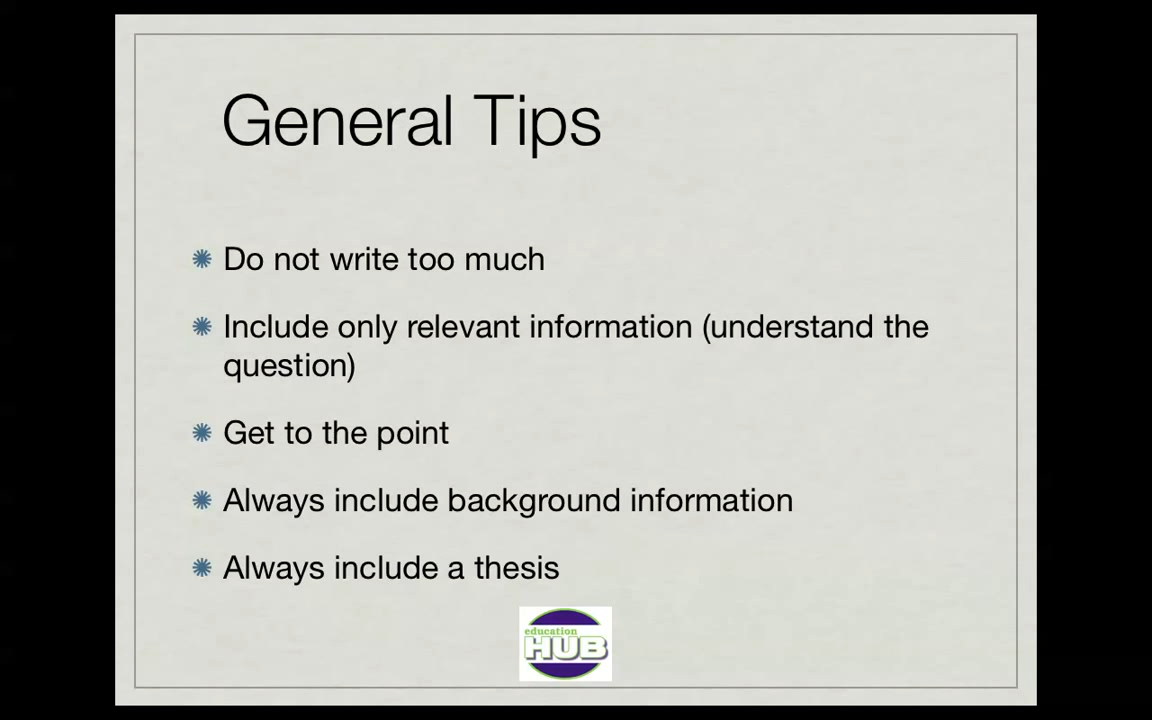 General Tips
Do not write too much
Include only relevant information (understand the
question)
Get to the point
Always include background information
Always include a thesis
education
HUB